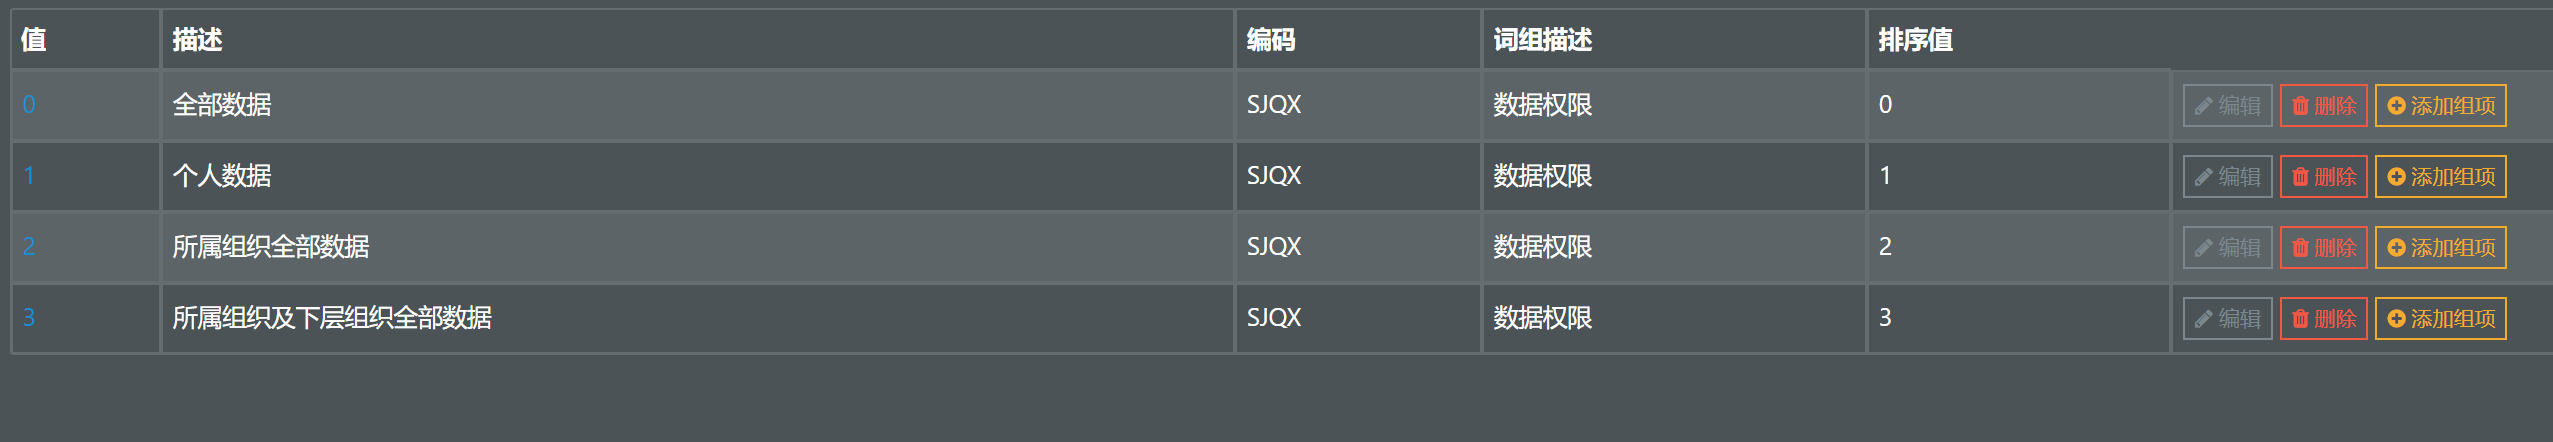 值 描述 编码 词组描述 排序值
0 全部数据 SJQX 数据权限 0 编辑 删除 添加组项
1 个人数据 SJQX 数据权限 1 编辑 删除 添加组项
2 所属组织全部数据 SJQX 数据权限 2 编辑 删除 添加组项
3 所属组织及下层组织全部数据 SJQX 数据权限 3 编辑 删除 添加组项